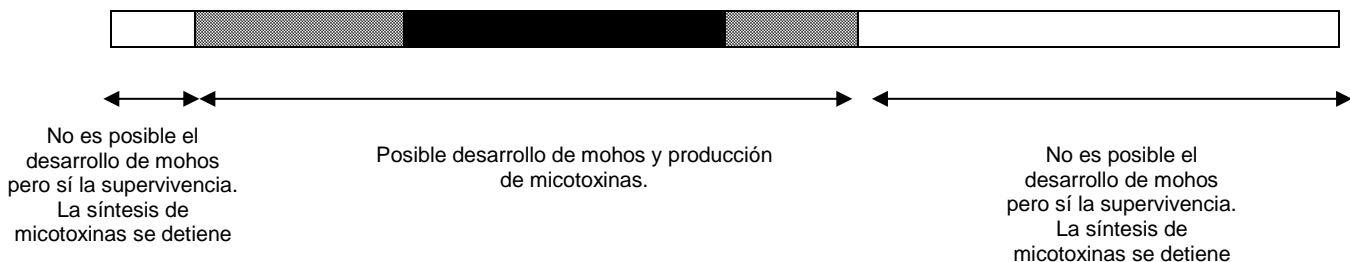 No es posible el
desarrollo de mohos
pero sí la supervivencia.
La síntesis de
micotoxinas se detiene
Posible desarrollo de mohos y producción
de micotoxinas.
No es posible el
desarrollo de mohos
pero sí la supervivencia.
La síntesis de
micotoxinas se detiene